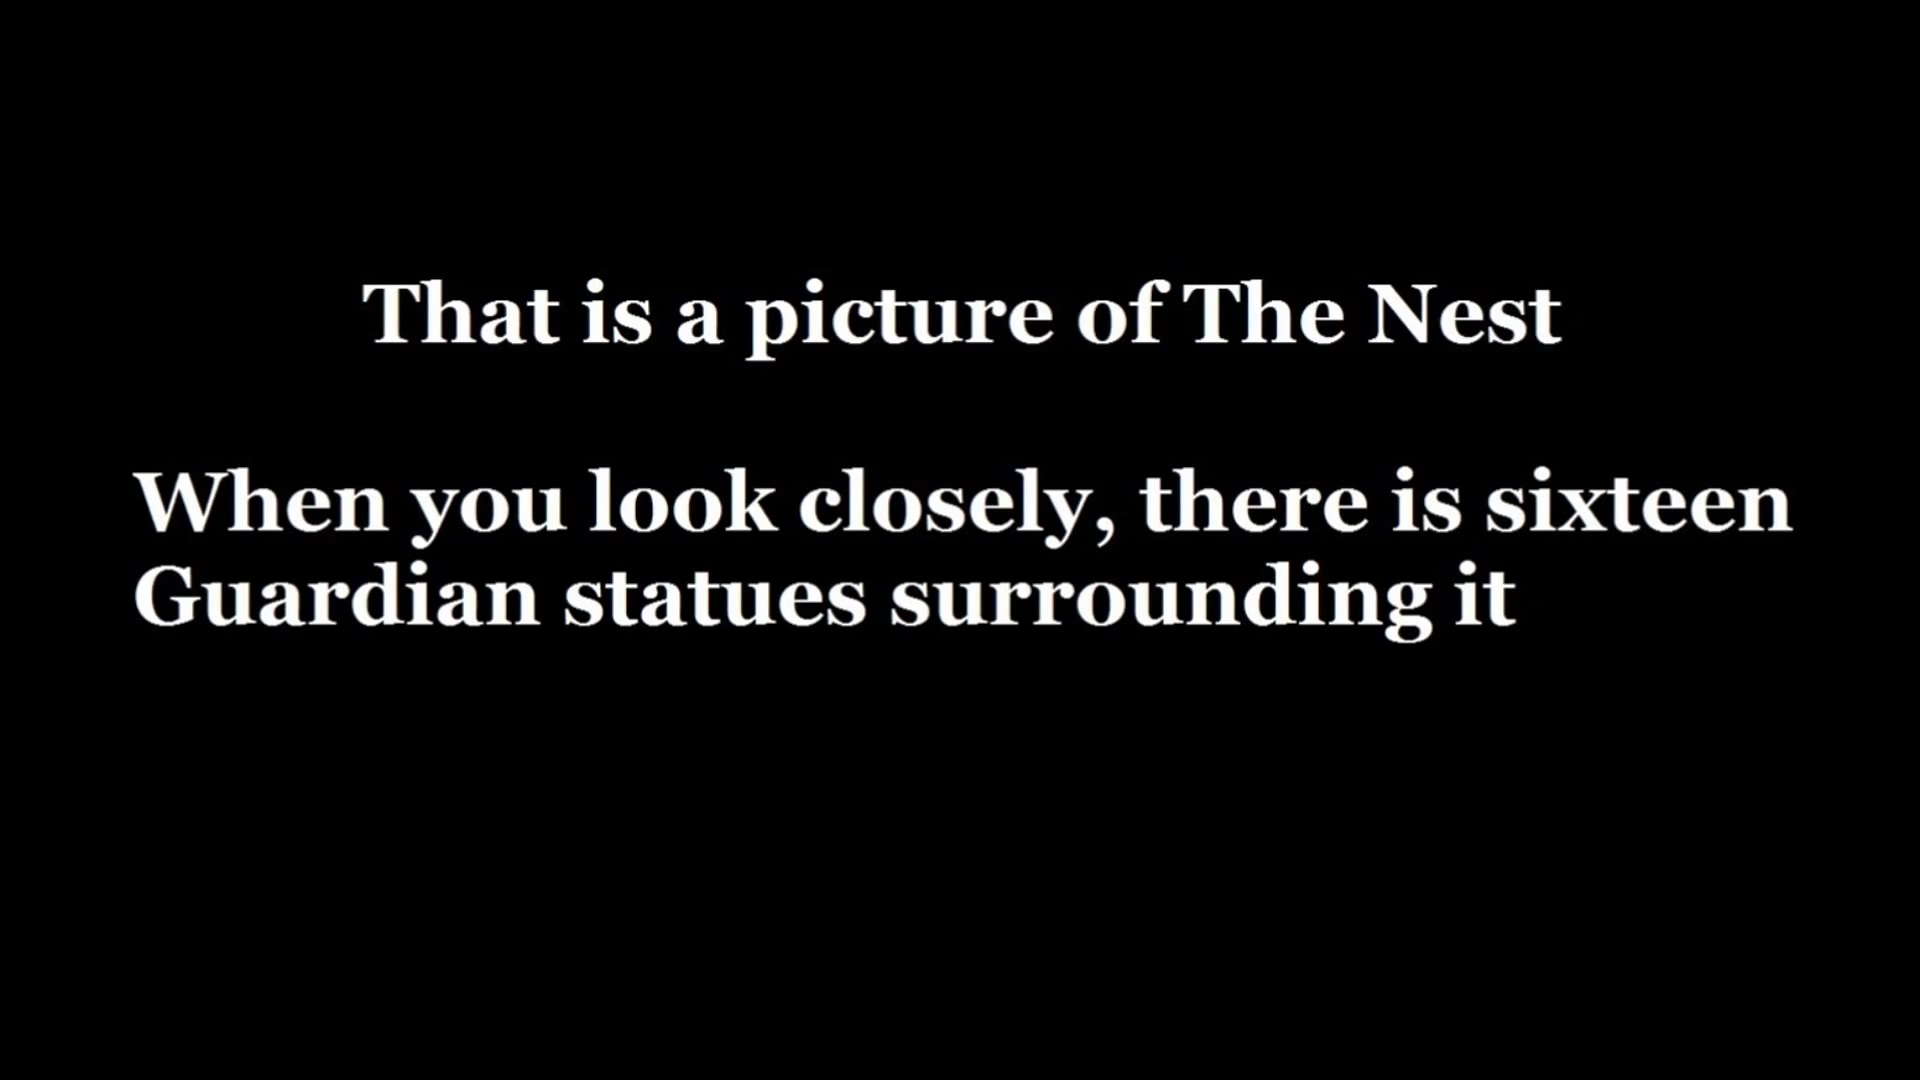 That is a picture of The Nest
When you look closely, there is sixteen
Guardian statues surrounding it